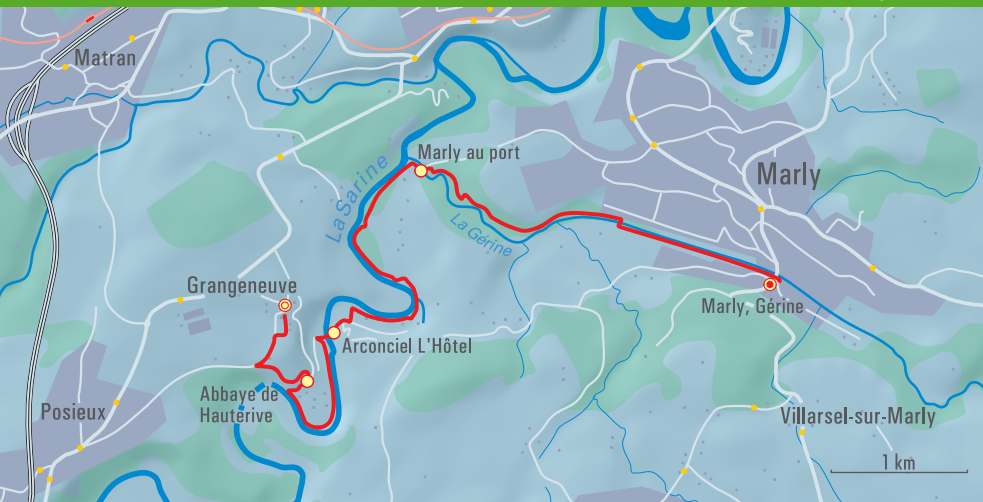 Matran
Marly au port
Marly
La Sarine
La Gérine
Grangeneuve
Marly, Gérine
Arconciel L'Hôtel
Abbaye de
Hauterive
Posieux
Villarsel-sur-Marly
1 km